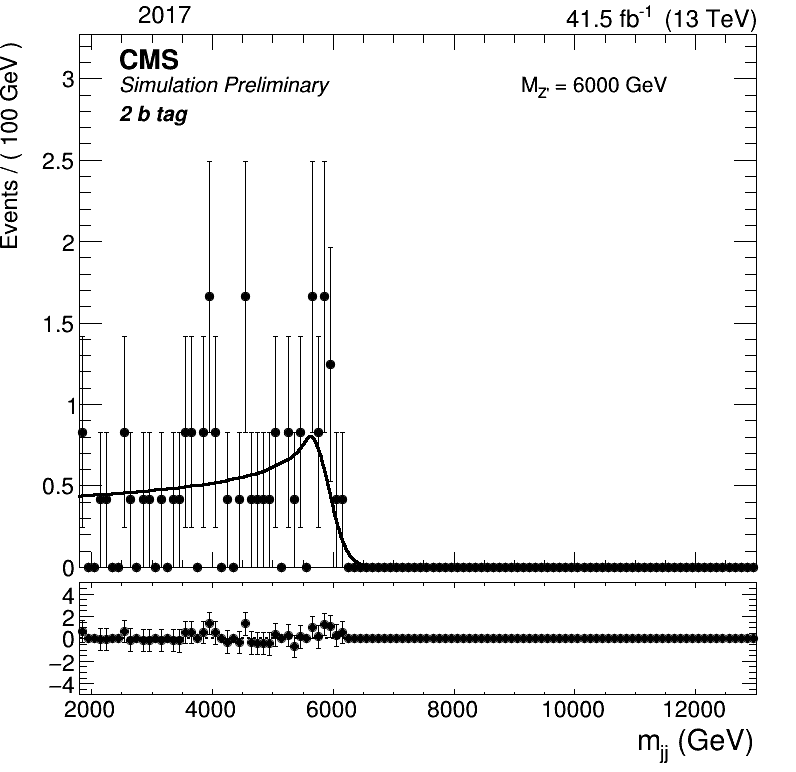 2017 41.5 fb⁻¹ (13 TeV)
CMS
Simulation Preliminary
M_Z' = 6000 GeV
2 b tag
Events / ( 100 GeV )
3
2.5
2
1.5
1
0.5
0
4
2
0
−2
−4
2000 4000 6000 8000 10000 12000
m_jj (GeV)